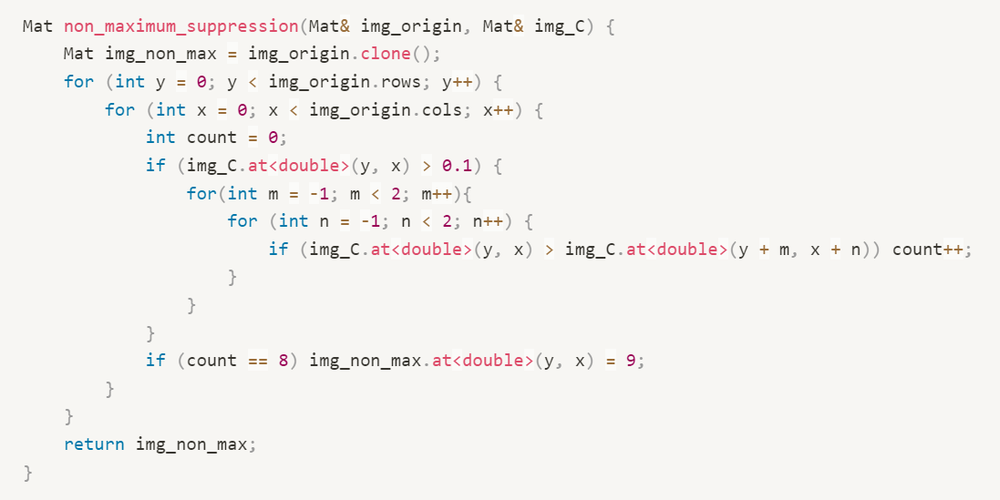 Mat non_maximum_suppression(Mat& img_origin, Mat& img_C) {
    Mat img_non_max = img_origin.clone();
    for (int y = 0; y < img_origin.rows; y++) {
        for (int x = 0; x < img_origin.cols; x++) {
            int count = 0;
            if (img_C.at<double>(y, x) > 0.1) {
                for(int m = -1; m < 2; m++){
                    for (int n = -1; n < 2; n++) {
                        if (img_C.at<double>(y, x) > img_C.at<double>(y + m, x + n)) count++;
                    }
                }
            }
            if (count == 8) img_non_max.at<double>(y, x) = 9;
        }
    }
    return img_non_max;
}